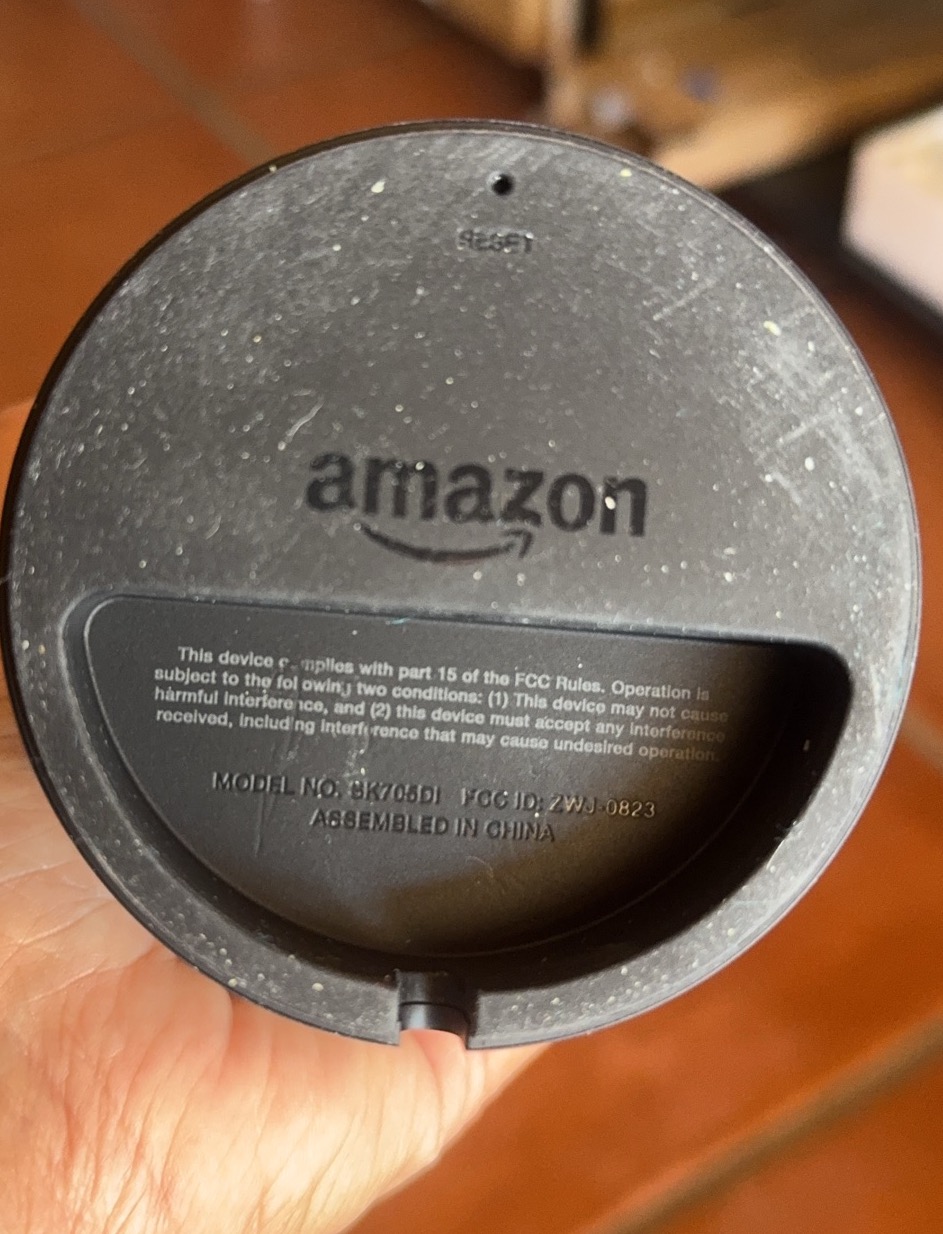 RESET
amazon
This device complies with part 15 of the FCC Rules. Operation is
subject to the following two conditions: (1) This device may not cause
harmful interference, and (2) this device must accept any interference
received, including interference that may cause undesired operation.
MODEL NO. SK705DI FCC ID: ZWJ-0823
ASSEMBLED IN CHINA